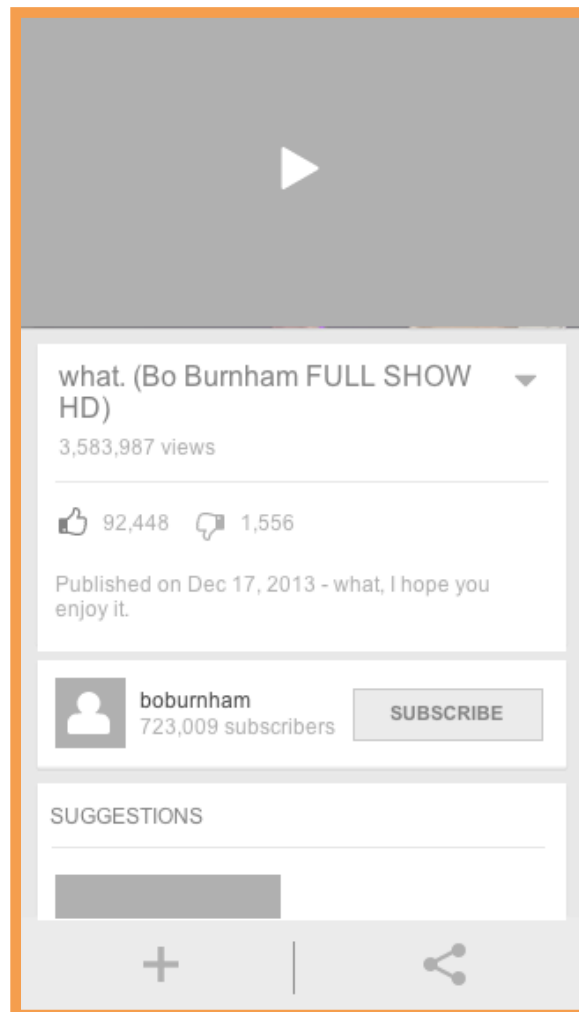 what. (Bo Burnham FULL SHOW
HD)
3,583,987 views
92,448 1,556
Published on Dec 17, 2013 - what, I hope you
enjoy it.
boburnham
723,009 subscribers
SUBSCRIBE
SUGGESTIONS